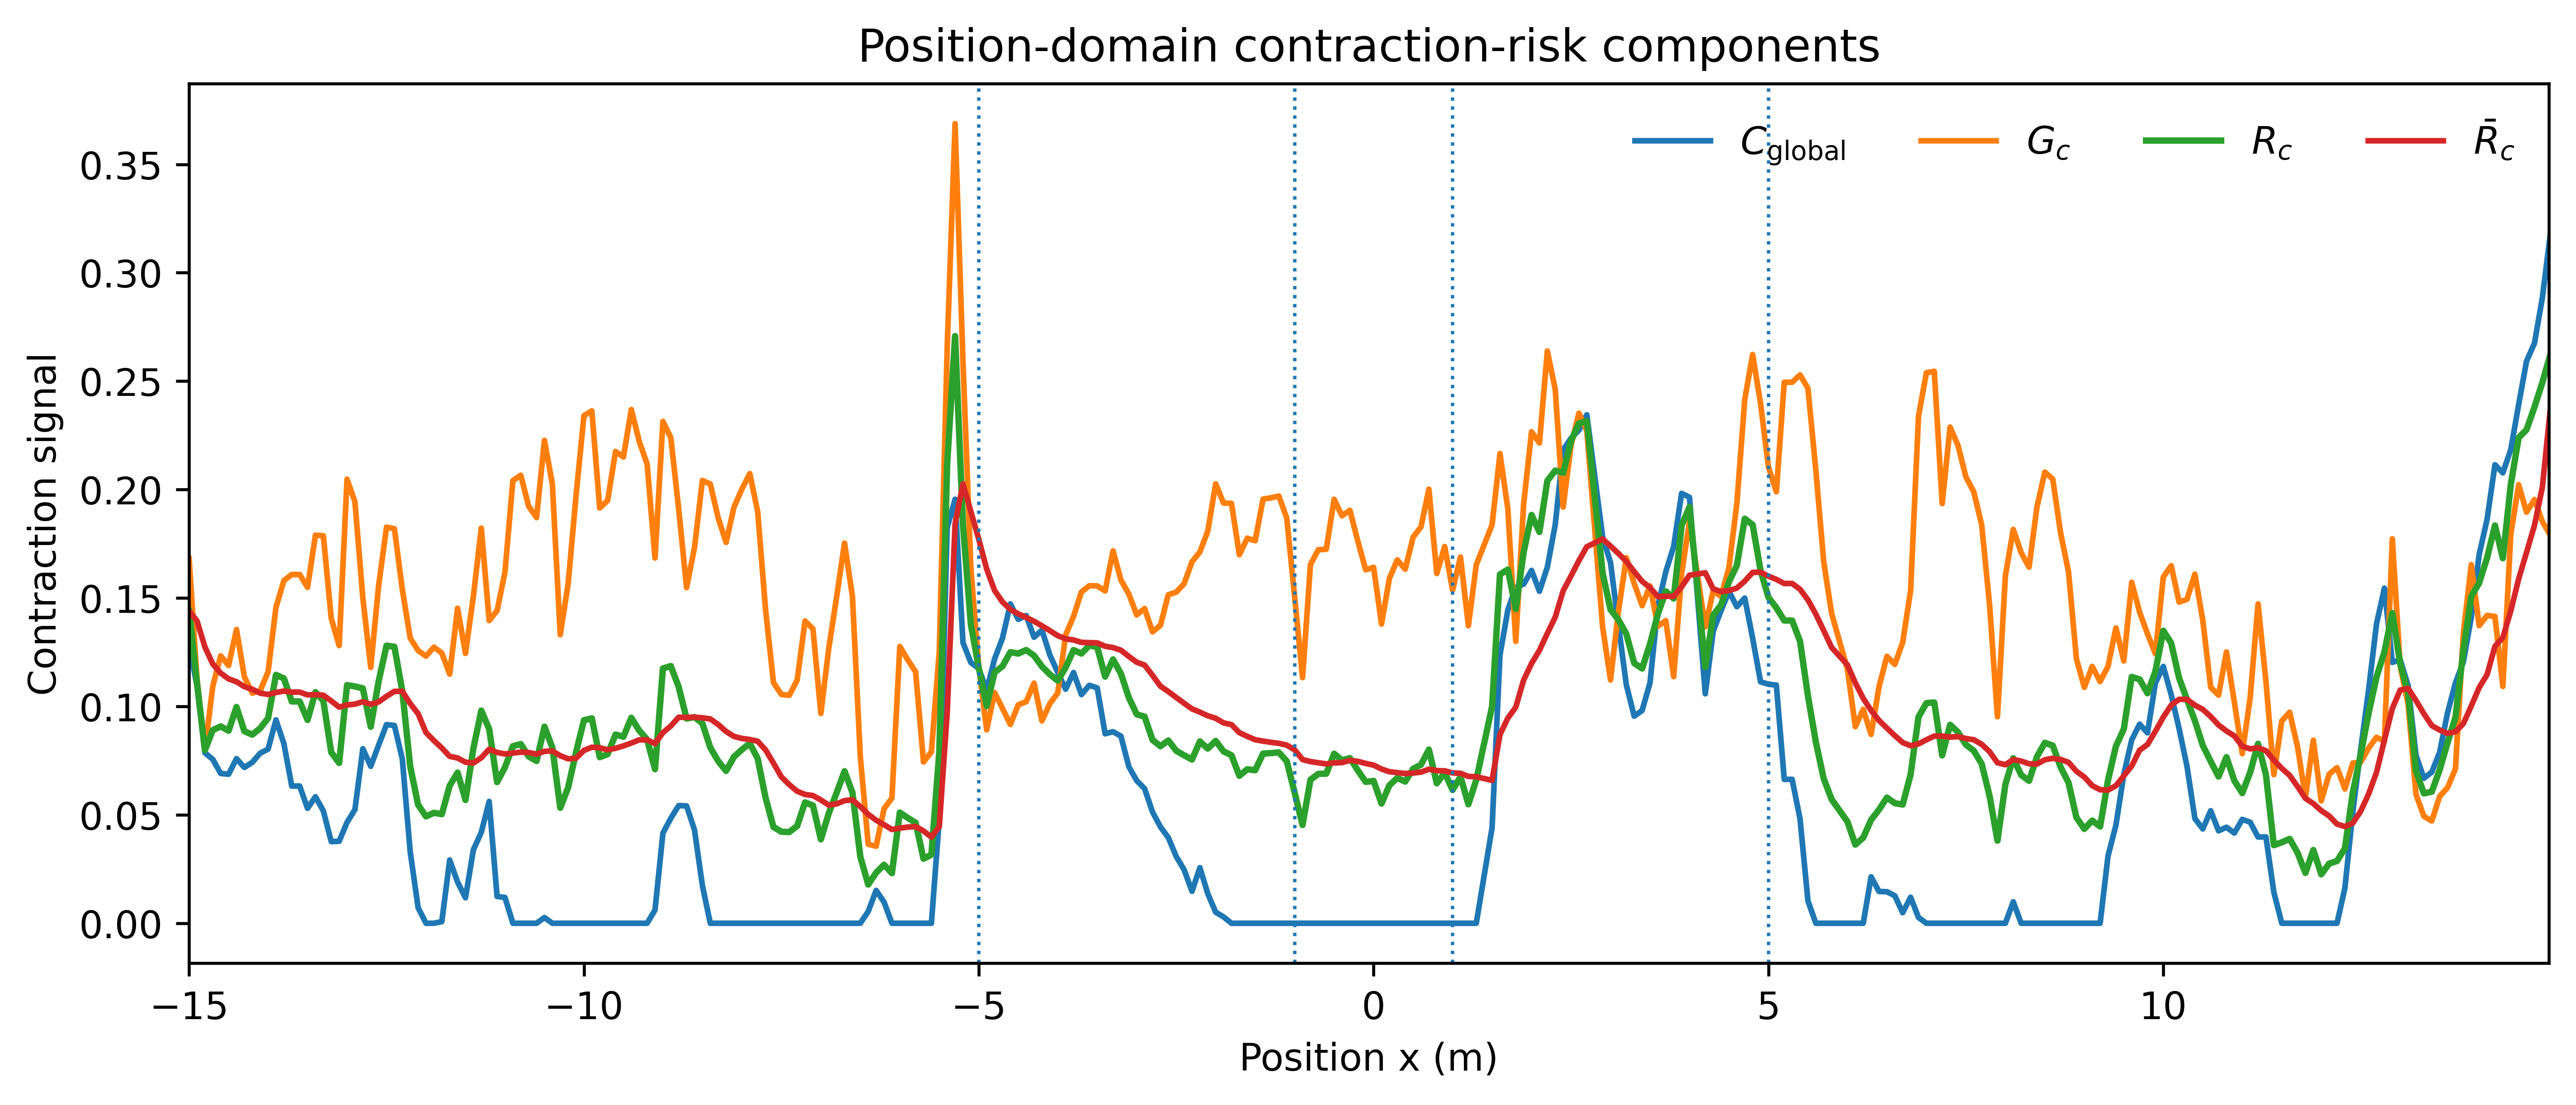 Position-domain contraction-risk components
C_global G_c R_c R̄_c
Contraction signal
0.35
0.30
0.25
0.20
0.15
0.10
0.05
0.00
−15 −10 −5 0 5 10
Position x (m)